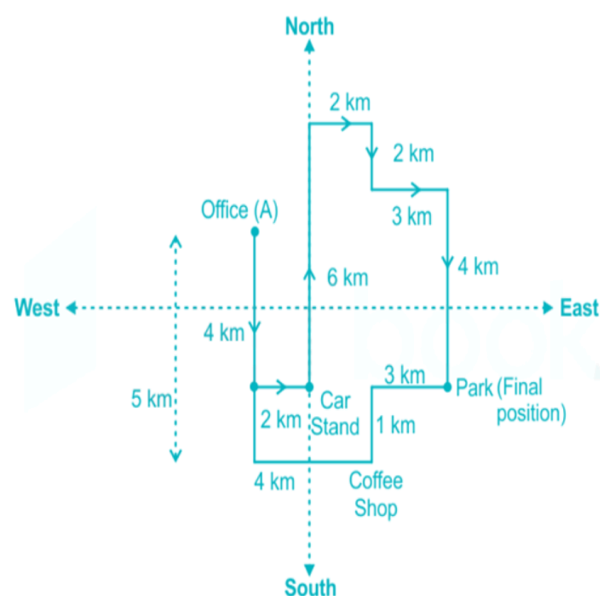 North
2 km
2 km
Office (A)
3 km
6 km
4 km
West
East
4 km
3 km
Park (Final
position)
5 km
2 km
Car
Stand
1 km
4 km
Coffee
Shop
South